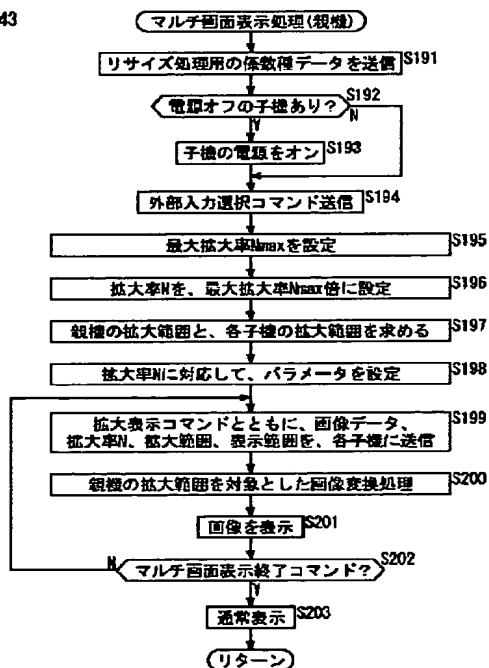 43
マルチ画面表示処理(親機)
リサイズ処理用の係数種データを送信 S191
電源オフの子機あり? S192
N
Y
子機の電源をオン S193
外部入力選択コマンド送信 S194
最大拡大率Nmaxを設定 S195
拡大率Nを、最大拡大率Nmax倍に設定 S196
親機の拡大範囲と、各子機の拡大範囲を求める S197
拡大率Nに対応して、パラメータを設定 S198
拡大表示コマンドとともに、画像データ、 S199
拡大率N、拡大範囲、表示範囲を、各子機に送信
親機の拡大範囲を対象とした画像変換処理 S200
画像を表示 S201
N マルチ画面表示終了コマンド? S202
Y
通常表示 S203
リターン